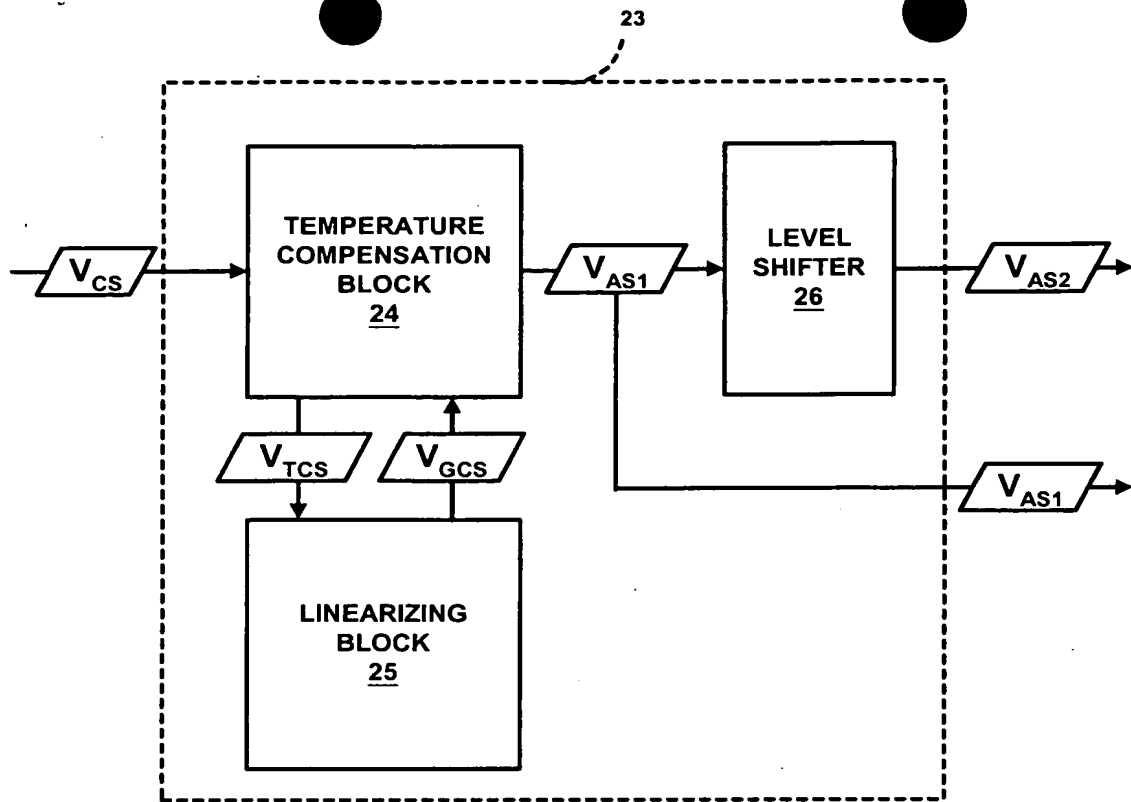 23
TEMPERATURE
COMPENSATION
BLOCK
24
LEVEL
SHIFTER
26
V_CS
V_AS1
V_AS2
V_TCS
V_GCS
V_AS1
LINEARIZING
BLOCK
25